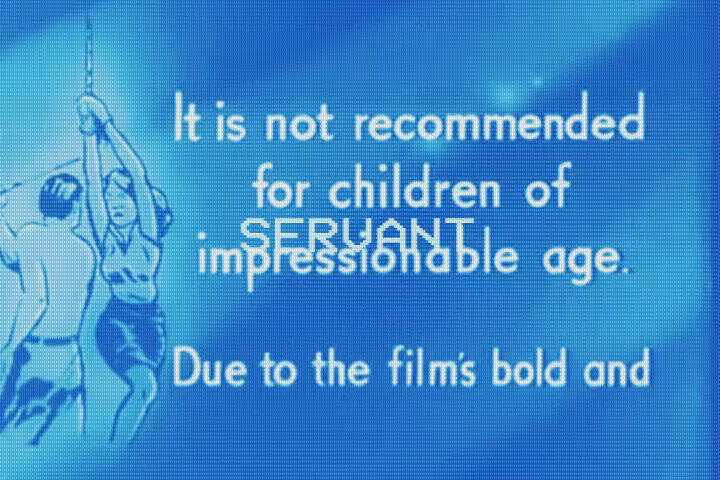 It is not recommended
for children of
SERVANT
impressionable age.
Due to the film's bold and